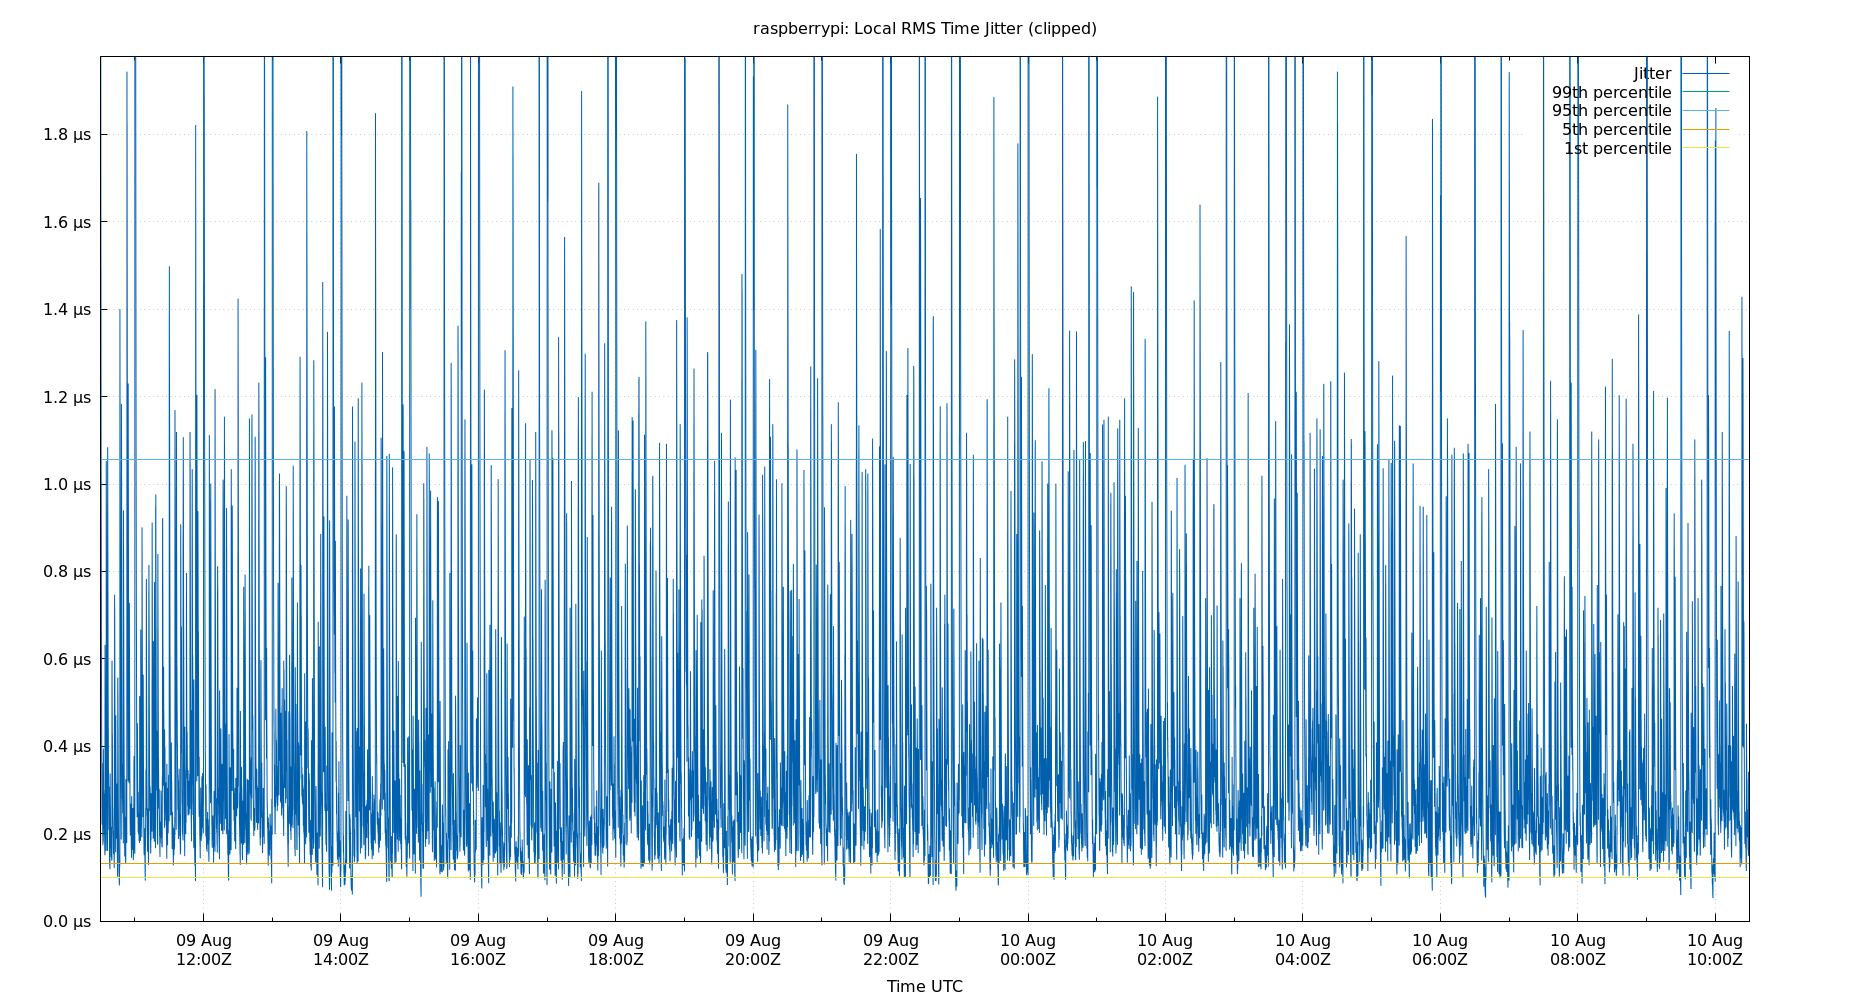 raspberrypi: Local RMS Time Jitter (clipped)
Jitter
99th percentile
95th percentile
5th percentile
1st percentile
1.8 µs
1.6 µs
1.4 µs
1.2 µs
1.0 µs
0.8 µs
0.6 µs
0.4 µs
0.2 µs
0.0 µs
09 Aug 09 Aug 09 Aug 09 Aug 09 Aug 09 Aug 10 Aug 10 Aug 10 Aug 10 Aug 10 Aug 10 Aug
12:00Z 14:00Z 16:00Z 18:00Z 20:00Z 22:00Z 00:00Z 02:00Z 04:00Z 06:00Z 08:00Z 10:00Z
Time UTC